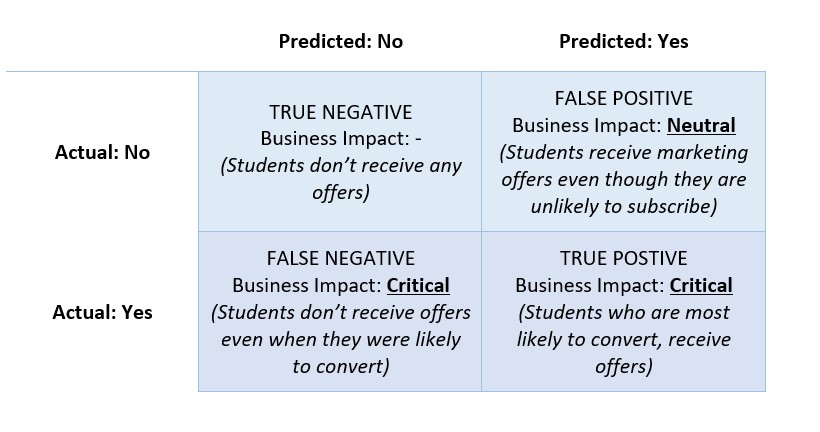 Predicted: No
Predicted: Yes
Actual: No
TRUE NEGATIVE
Business Impact: -
(Students don’t receive any
offers)
FALSE POSITIVE
Business Impact: Neutral
(Students receive marketing
offers even though they are
unlikely to subscribe)
Actual: Yes
FALSE NEGATIVE
Business Impact: Critical
(Students don’t receive offers
even when they were likely
to convert)
TRUE POSTIVE
Business Impact: Critical
(Students who are most
likely to convert, receive
offers)